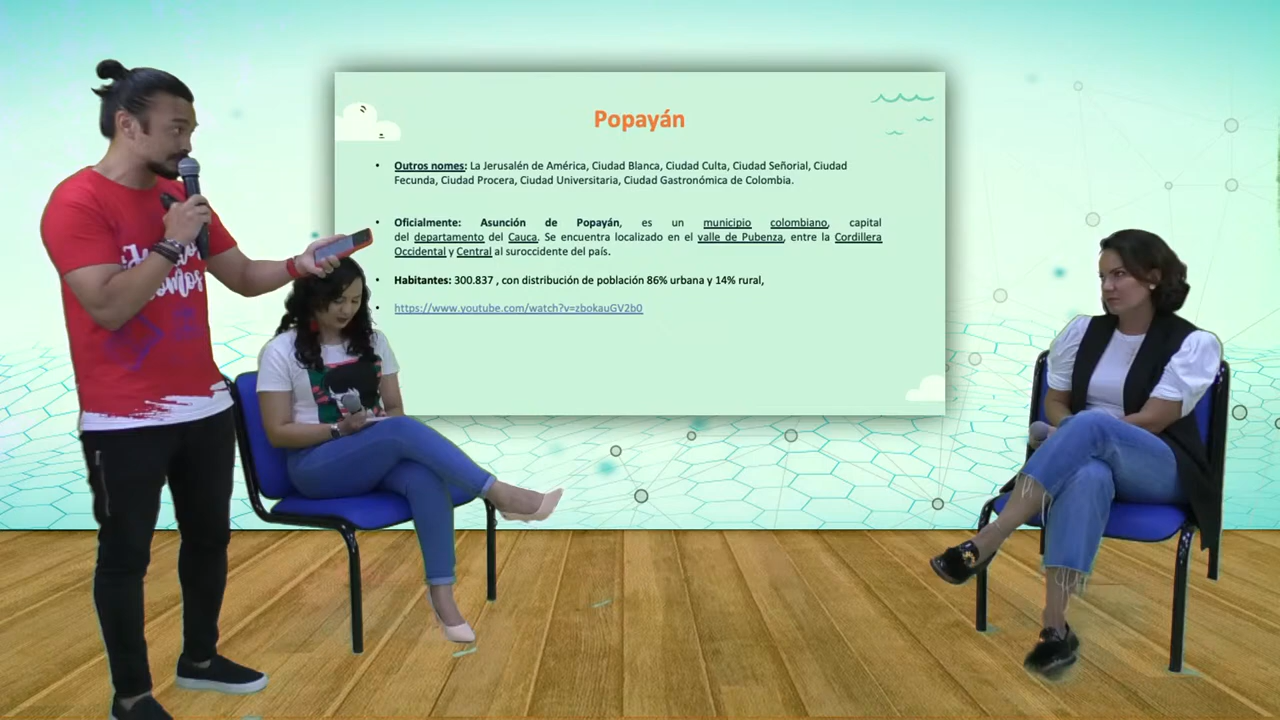 Popayán
• Outros nomes: La Jerusalén de América, Ciudad Blanca, Ciudad Culta, Ciudad Señorial, Ciudad
Fecunda, Ciudad Procera, Ciudad Universitaria, Ciudad Gastronómica de Colombia.
• Oficialmente: Asunción de Popayán, es un municipio colombiano, capital
del departamento del Cauca. Se encuentra localizado en el valle de Pubenza, entre la Cordillera
Occidental y Central al suroccidente del país.
• Habitantes: 300.837 , con distribución de población 86% urbana y 14% rural,
• https://www.youtube.com/watch?v=zbokauGV2b0